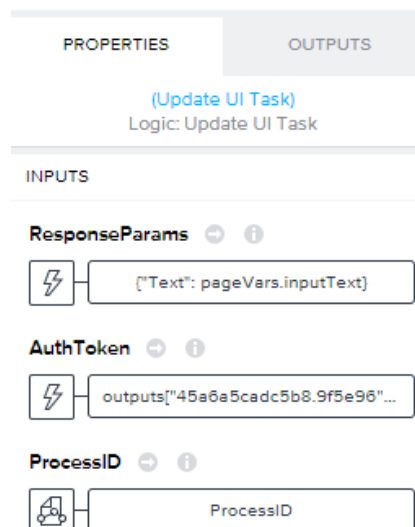 PROPERTIES OUTPUTS
(Update UI Task)
Logic: Update UI Task
INPUTS
ResponseParams
{"Text": pageVars.inputText}
AuthToken
outputs["45a6a5cadc5b8.9f5e96"...
ProcessID
ProcessID